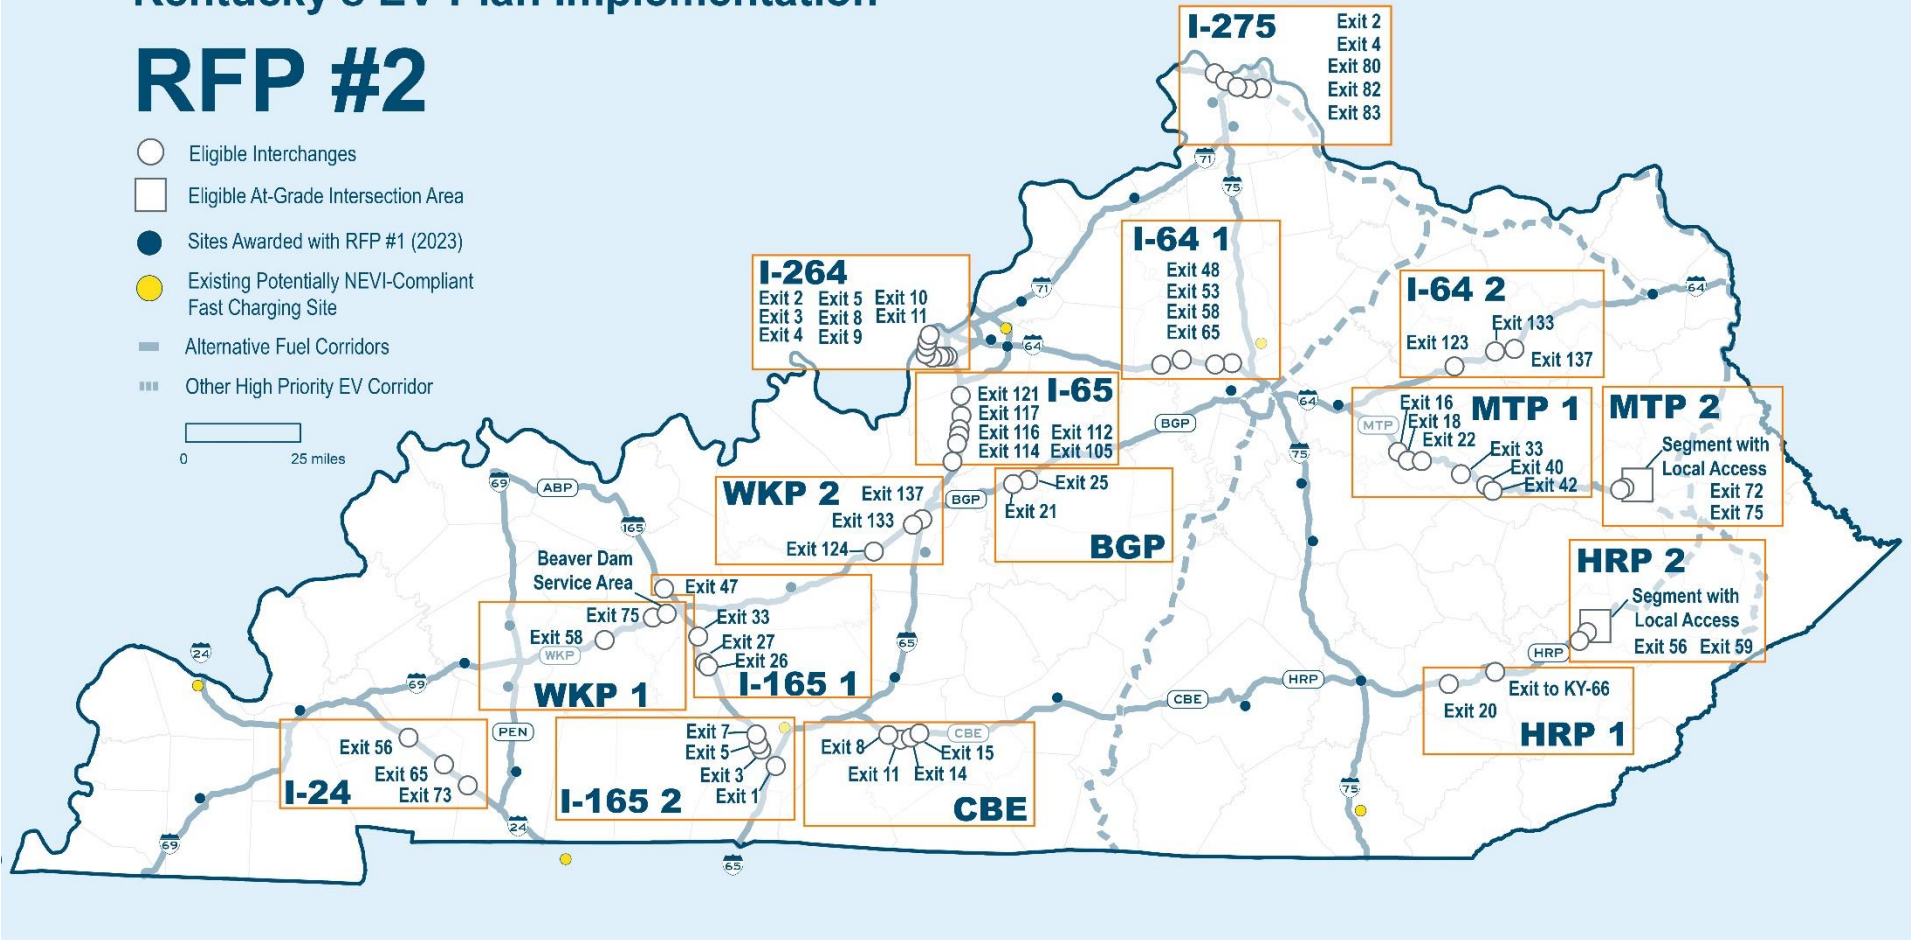 Kentucky's EV Plan Implementation
RFP #2
Eligible Interchanges
Eligible At-Grade Intersection Area
Sites Awarded with RFP #1 (2023)
Existing Potentially NEVI-Compliant
Fast Charging Site
Alternative Fuel Corridors
Other High Priority EV Corridor
0 25 miles
I-275
Exit 2
Exit 4
Exit 80
Exit 82
Exit 83
71
75
I-64 1
Exit 48
Exit 53
Exit 58
Exit 65
I-264
Exit 2 Exit 5 Exit 10
Exit 3 Exit 8 Exit 11
Exit 4 Exit 9
71
64
I-64 2
Exit 133
Exit 123
Exit 137
64
I-65
Exit 121
Exit 117
Exit 116 Exit 112
Exit 114 Exit 105
BGP
64
75
MTP 1
MTP
Exit 16
Exit 18
Exit 22
Exit 33
Exit 40
Exit 42
MTP 2
Segment with
Local Access
Exit 72
Exit 75
WKP 2
Exit 137
Exit 133
Exit 124
BGP
Exit 25
Exit 21
BGP
69
ABP
165
Beaver Dam
Service Area
Exit 47
Exit 75
Exit 58
WKP
WKP 1
Exit 33
Exit 27
Exit 26
I-165 1
65
HRP 2
Segment with
Local Access
Exit 56 Exit 59
HRP
Exit to KY-66
Exit 20
HRP 1
HRP
CBE
24
69
Exit 56
Exit 65
Exit 73
I-24
PEN
24
69
Exit 7
Exit 5
Exit 3
Exit 1
I-165 2
65
CBE
Exit 8
Exit 15
Exit 11 Exit 14
CBE
75